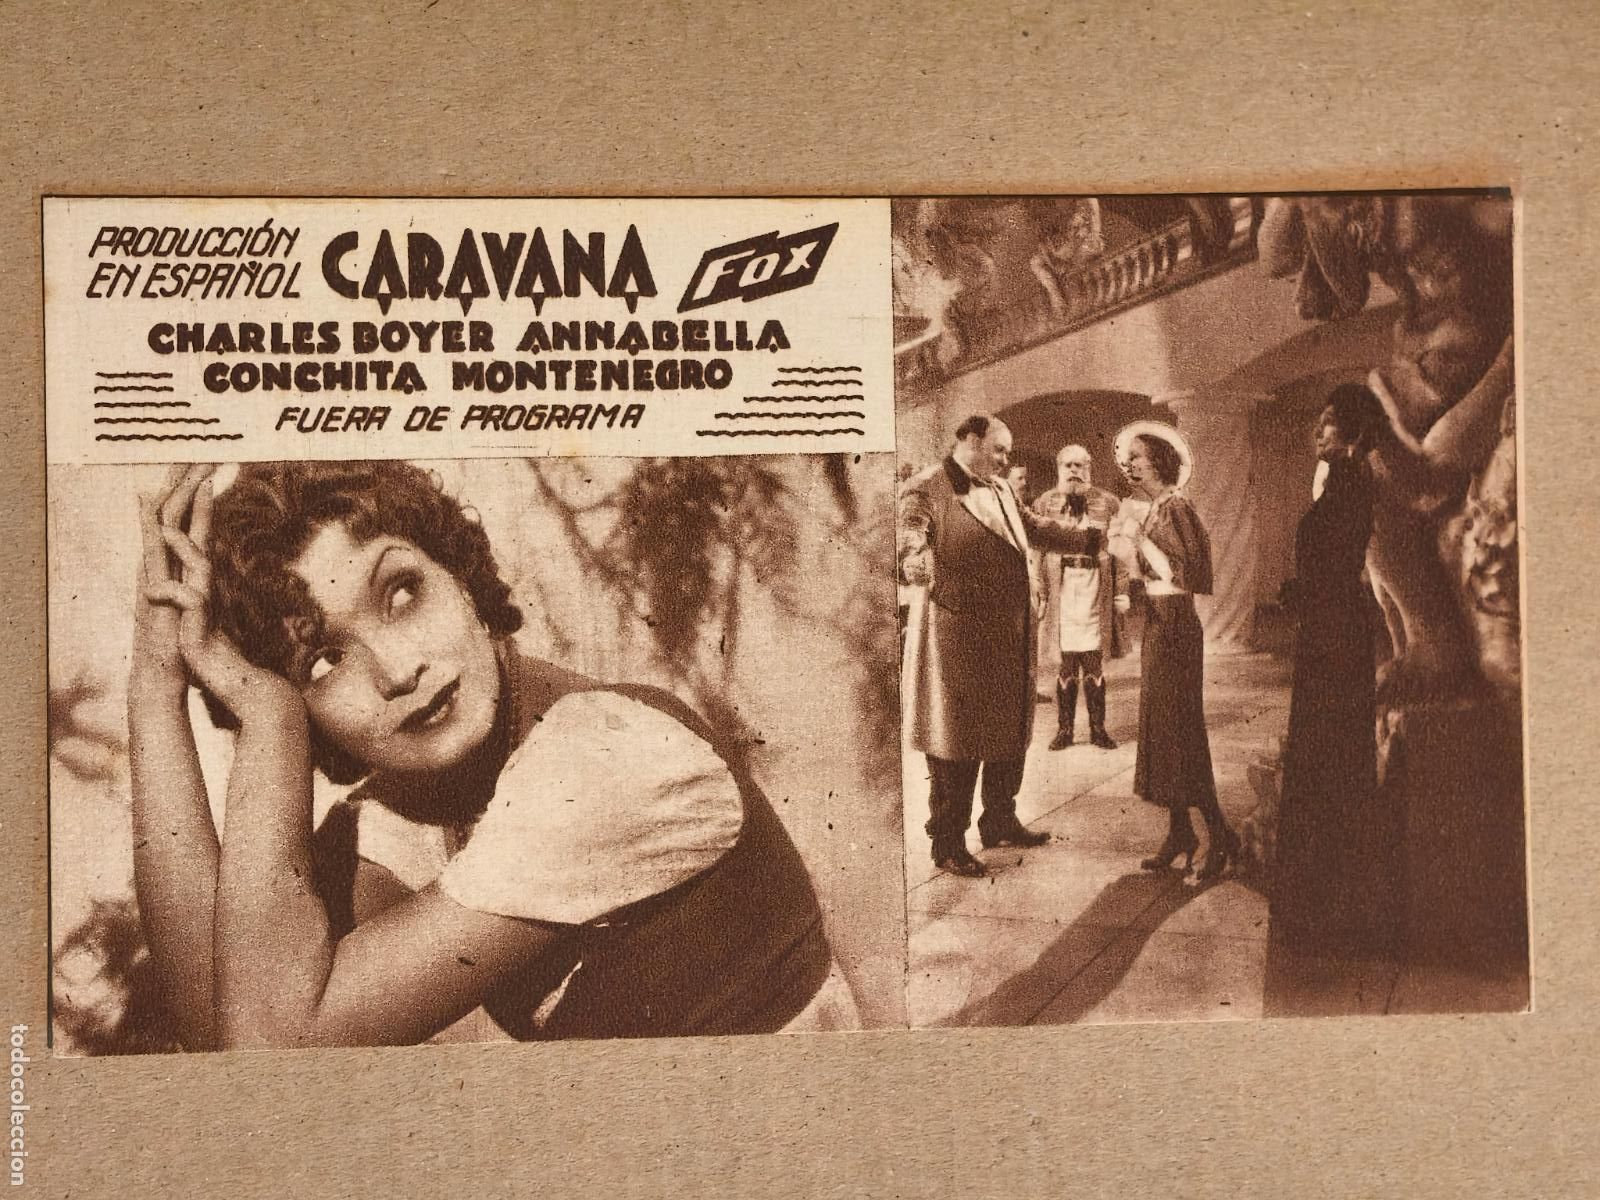 PRODUCCIÓN
EN ESPAÑOL
CARAVANA
FOX
CHARLES BOYER ANNABELLA
CONCHITA MONTENEGRO
FUERA DE PROGRAMA
todocoleccion